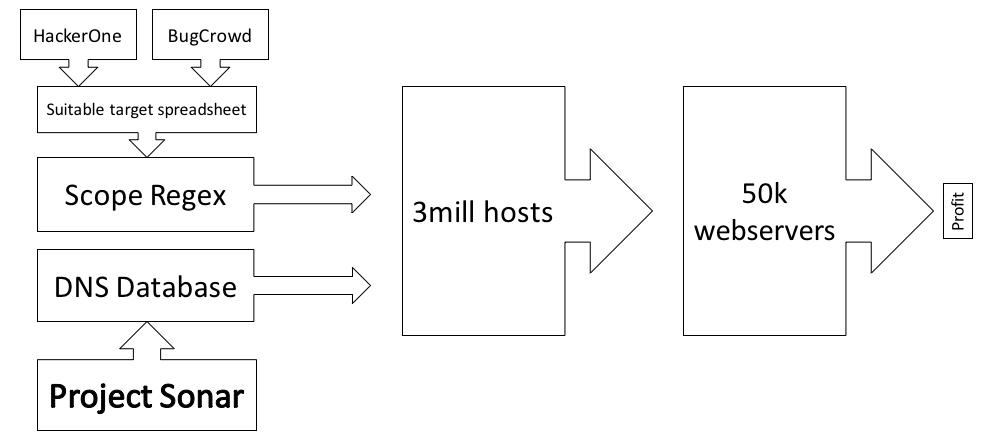 HackerOne
BugCrowd
Suitable target spreadsheet
Scope Regex
DNS Database
Project Sonar
3mill hosts
50k
webservers
Profit